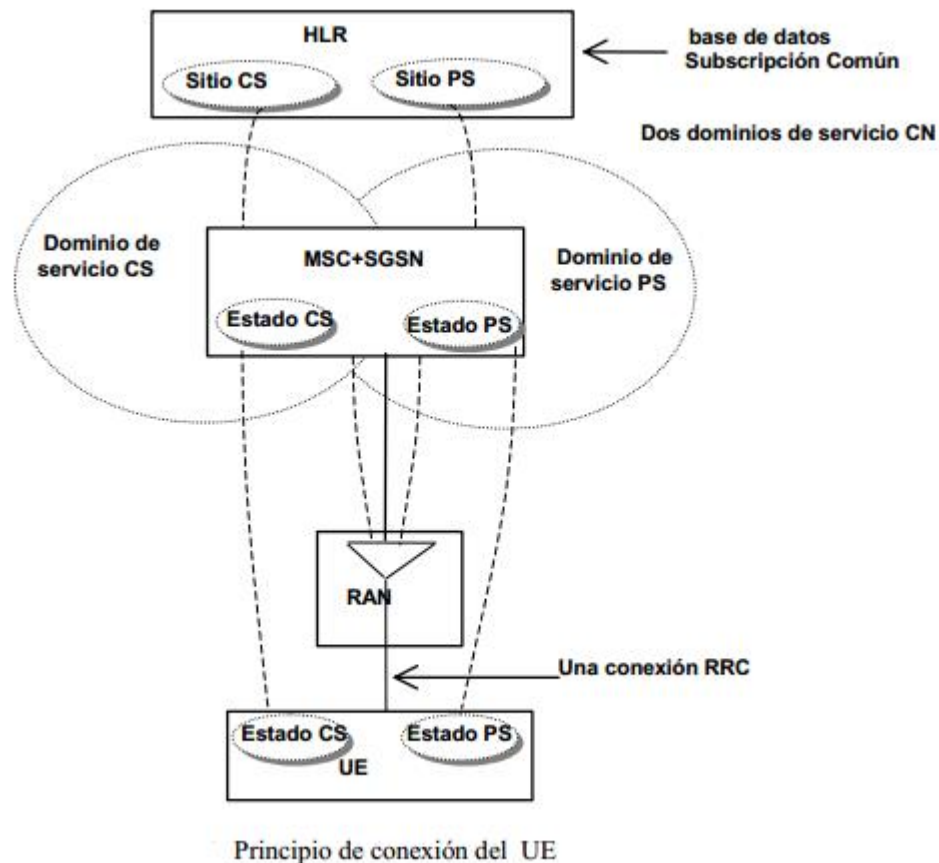 HLR
Sitio CS
Sitio PS
base de datos
Subscripción Común
Dos dominios de servicio CN
Dominio de
servicio CS
MSC+SGSN
Dominio de
servicio PS
Estado CS
Estado PS
RAN
Una conexión RRC
Estado CS
Estado PS
UE
Principio de conexión del UE